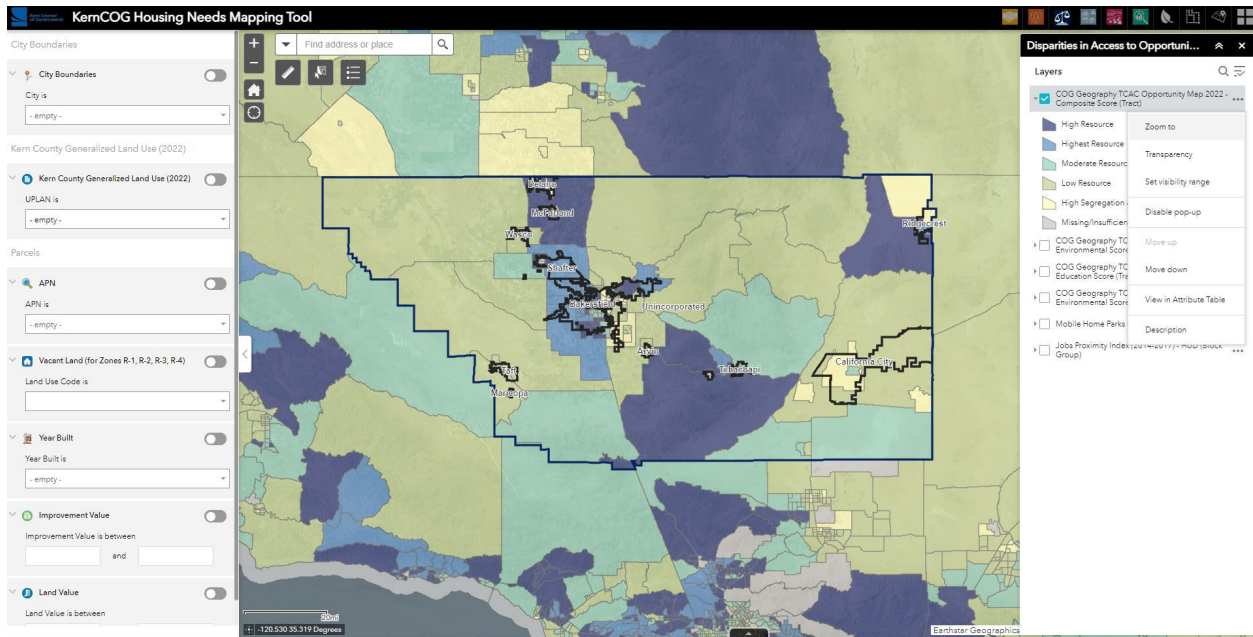 Kern Council
of Governments
KernCOG Housing Needs Mapping Tool
City Boundaries
City Boundaries
City is
- empty -
Kern County Generalized Land Use (2022)
Kern County Generalized Land Use (2022)
UPLAN is
- empty -
Parcels
APN
APN is
- empty -
Vacant Land (for Zones R-1, R-2, R-3, R-4)
Land Use Code is
Year Built
Year Built is
- empty -
Improvement Value
Improvement Value is between
and
Land Value
Land Value is between
Find address or place
Delano
McFarland
Wasco
Ridgecrest
Shafter
Bakersfield
Unincorporated
Arvin
California City
Taft
Tehachapi
Maricopa
20mi
-120.530 35.319 Degrees
Earthstar Geographics
Disparities in Access to Opportuni...
Layers
COG Geography TCAC Opportunity Map 2022 -
Composite Score (Tract)
High Resource
Highest Resource
Moderate Resourc
Low Resource
High Segregation
Missing/Insufficien
COG Geography TC
Environmental Score
COG Geography TC
Education Score (Tra
COG Geography TC
Environmental Score
Mobile Home Parks
Jobs Proximity Index (2014-2017) - HUD (Block
Group)
Zoom to
Transparency
Set visibility range
Disable pop-up
Move up
Move down
View in Attribute Table
Description